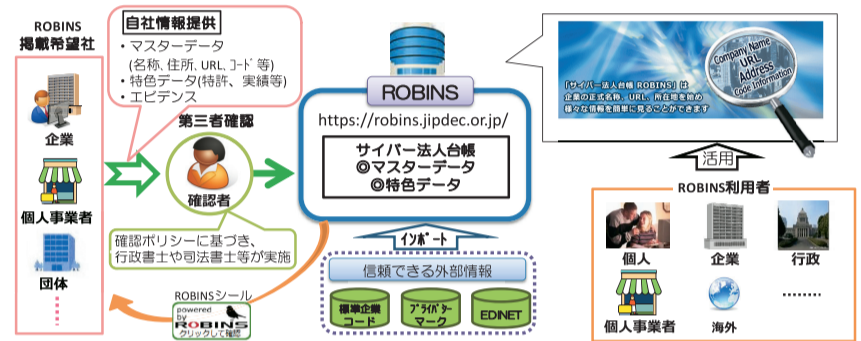 ROBINS
掲載希望社
企業
個人事業者
団体
自社情報提供
・マスターデータ
(名称、住所、URL、コード 等)
・特色データ(特許、実績等)
・エビデンス
第三者確認
確認者
確認ポリシーに基づき、
行政書士や司法書士等が実施
ROBINSシール
powered
by
ROBINS
クリックして確認
ROBINS
https://robins.jipdec.or.jp/
サイバー法人台帳
◎マスターデータ
◎特色データ
インポート
信頼できる外部情報
標準企業
コード
プライバシー
マーク
EDINET
Company Name
URL
Address
Code Information
「サイバー法人台帳 ROBINS」は
企業の正式名称、URL、所在地を始め
様々な情報を簡単に見ることができます
活用
ROBINS利用者
個人
企業
行政
個人事業者
海外
………